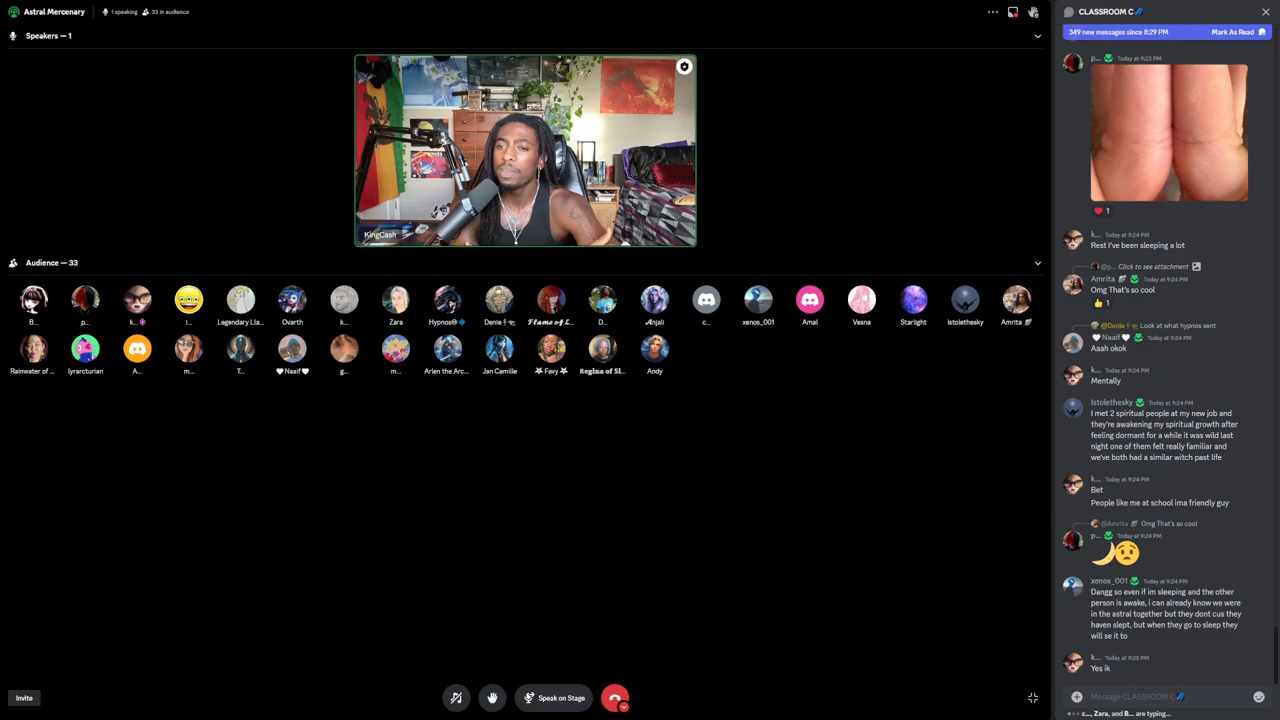 Astral Mercenary
1 speaking 33 in audience
Speakers — 1
KingCash
Audience — 33
B...
p...
k...
I...
Legendary Lla...
Ovarth
k...
Zara
Hypnos
Denie
𝓕𝓵𝓪𝓶𝓮 𝓸𝓯 𝓛...
D...
𝓐njali
c...
xenos_001
Amal
Vesna
Starlight
Istolethesky
Amrita
Rainwater of ...
lyrarcturian
A...
m...
T...
🤍Naaif🤍
g...
m...
Arien the Arc...
Jan Camille
Favy
𝐑𝐞𝐠𝐢𝐧𝐚 𝐨𝐟 𝐒𝐢...
Andy
Invite
Speak on Stage
CLASSROOM C
349 new messages since 8:29 PM Mark As Read
p... Today at 9:23 PM
1
k... Today at 9:24 PM
Rest I've been sleeping a lot
@p... Click to see attachment
Amrita Today at 9:24 PM
Omg That's so cool
1
@Denie Look at what hypnos sent
🤍Naaif🤍 Today at 9:24 PM
Aaah okok
k... Today at 9:24 PM
Mentally
Istolethesky Today at 9:24 PM
I met 2 spiritual people at my new job and
they're awakening my spiritual growth after
feeling dormant for a while it was wild last
night one of them felt really familiar and
we've both had a similar witch past life
k... Today at 9:24 PM
Bet
People like me at school ima friendly guy
@Amrita Omg That's so cool
p... Today at 9:24 PM
🌙😟
xenos_001 Today at 9:24 PM
Dangg so even if im sleeping and the other
person is awake, i can already know we were
in the astral together but they dont cus they
haven slept, but when they go to sleep they
will se it to
k... Today at 9:25 PM
Yes ik
Message CLASSROOM C
c..., Zara, and B... are typing...